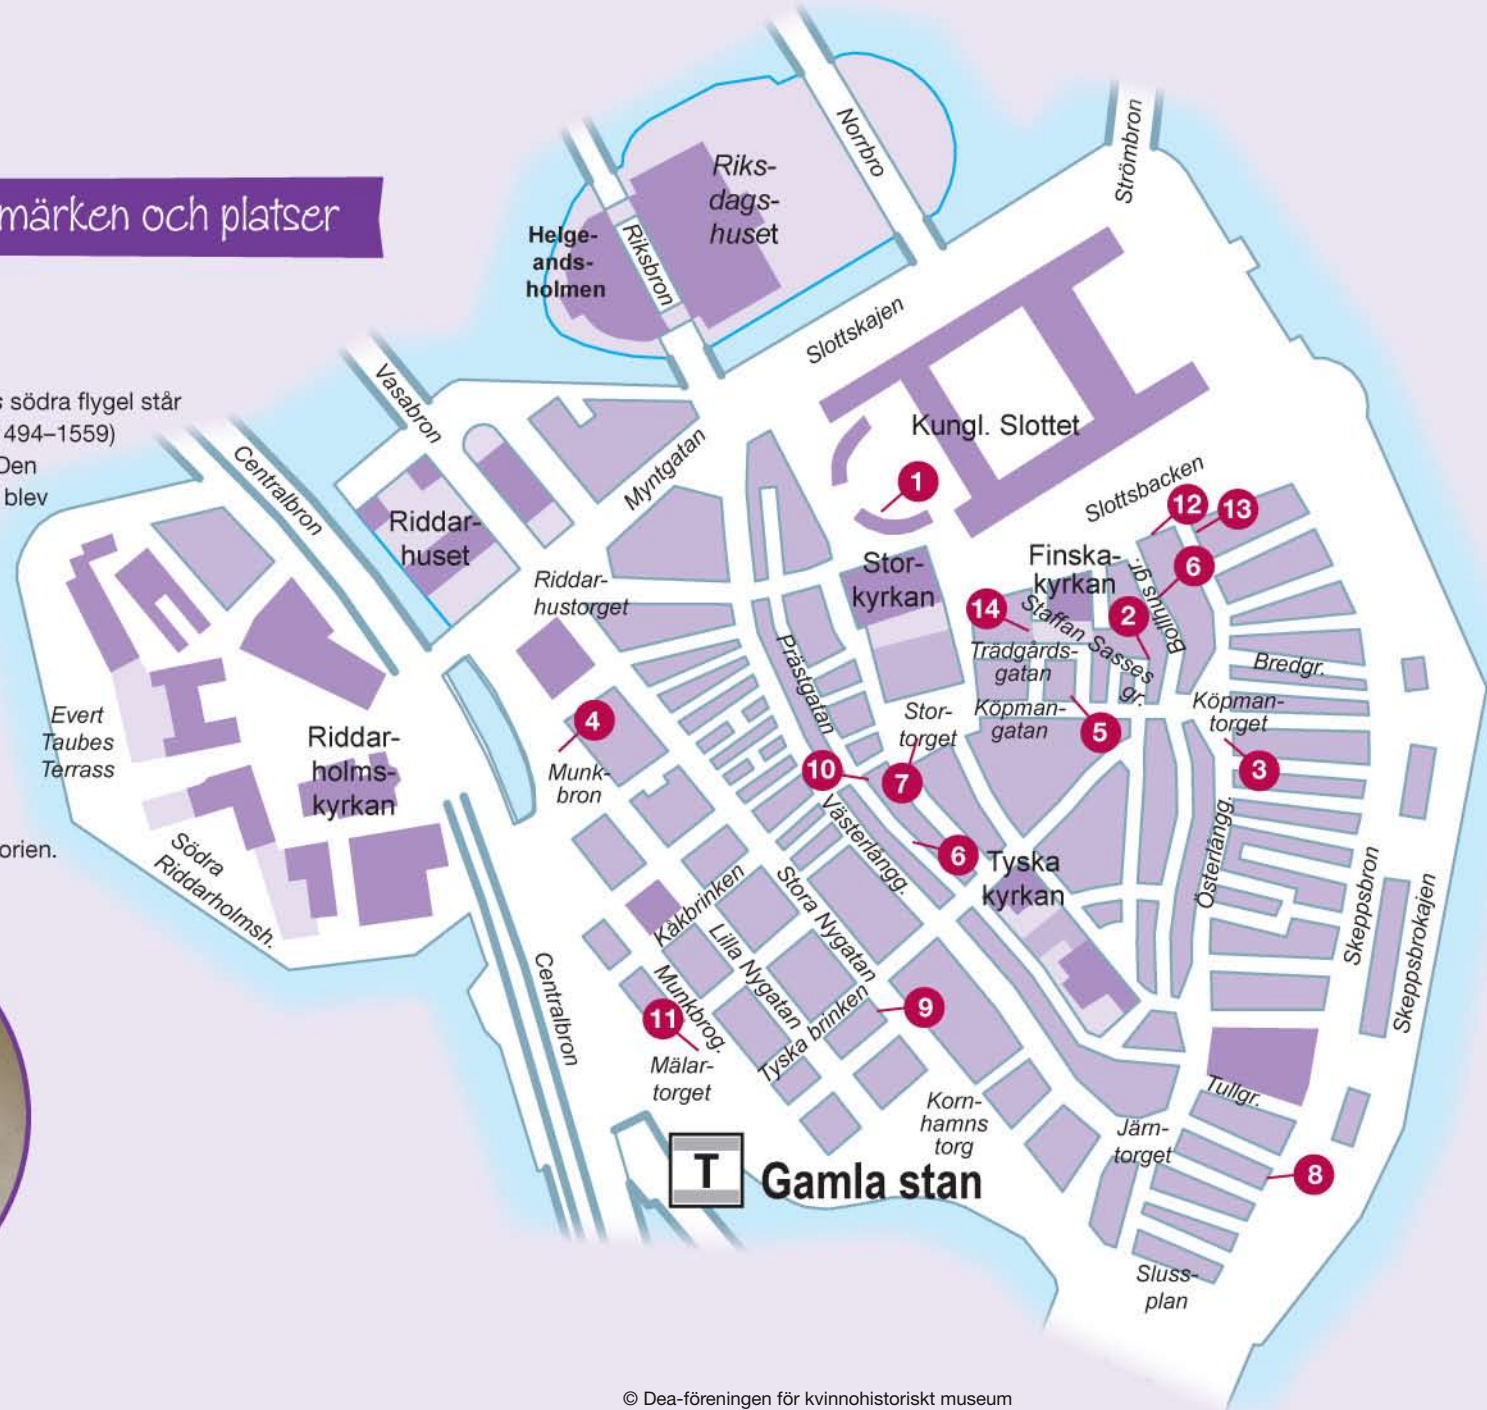 märken och platser
s södra flygel står
494–1559)
Den
blev
orien.
Norrbro
Strömbron
Riks-
dags-
huset
Helge-
ands-
holmen
Riksbron
Slottskajen
Vasabron
Centralbron
Myntgatan
Kungl. Slottet
1
Slottsbacken
12
13
Riddar-
huset
Riddar-
hustorget
Stor-
kyrkan
Finska-
kyrkan
6
Bollhus gr.
2
14
Staffan Sasses
gr.
Trädgårds-
gatan
Prästgatan
Bredgr.
Köpman-
gatan
5
Köpman-
torget
3
Stor-
torget
7
10
Evert
Taubes
Terrass
Riddar-
holms-
kyrkan
4
Munk-
bron
Västerlångg.
6
Tyska
kyrkan
Österlångg.
Skeppsbron
Skeppsbrokajen
Södra
Riddarholmsh.
Kåkbrinken
Stora Nygatan
Lilla Nygatan
Munkbrog.
11
Tyska brinken
9
Centralbron
Mälar-
torget
Korn-
hamns
torg
Tullgr.
Järn-
torget
8
T
Gamla stan
Sluss-
plan
© Dea-föreningen för kvinnohistoriskt museum